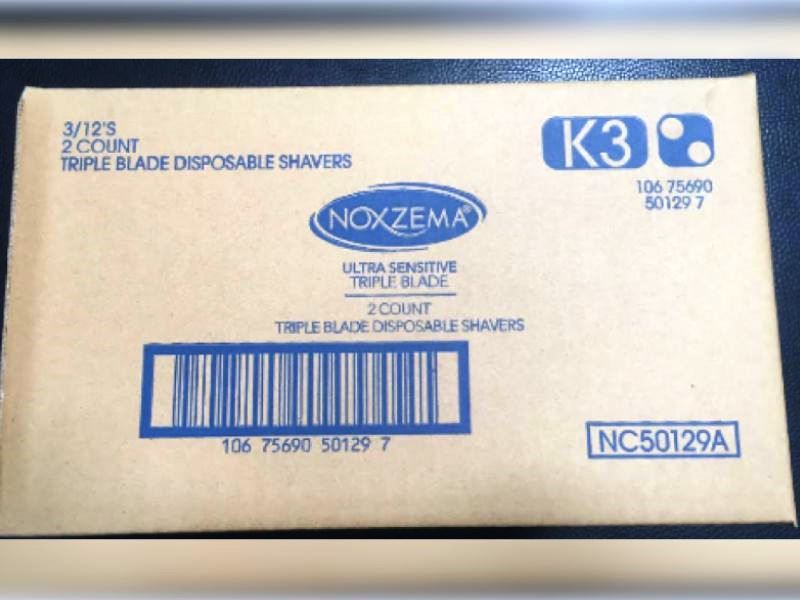 3/12'S
2 COUNT
TRIPLE BLADE DISPOSABLE SHAVERS
K3
106 75690
50129 7
NOXZEMA®
ULTRA SENSITIVE
TRIPLE BLADE
2 COUNT
TRIPLE BLADE DISPOSABLE SHAVERS
106 75690 50129 7
NC50129A